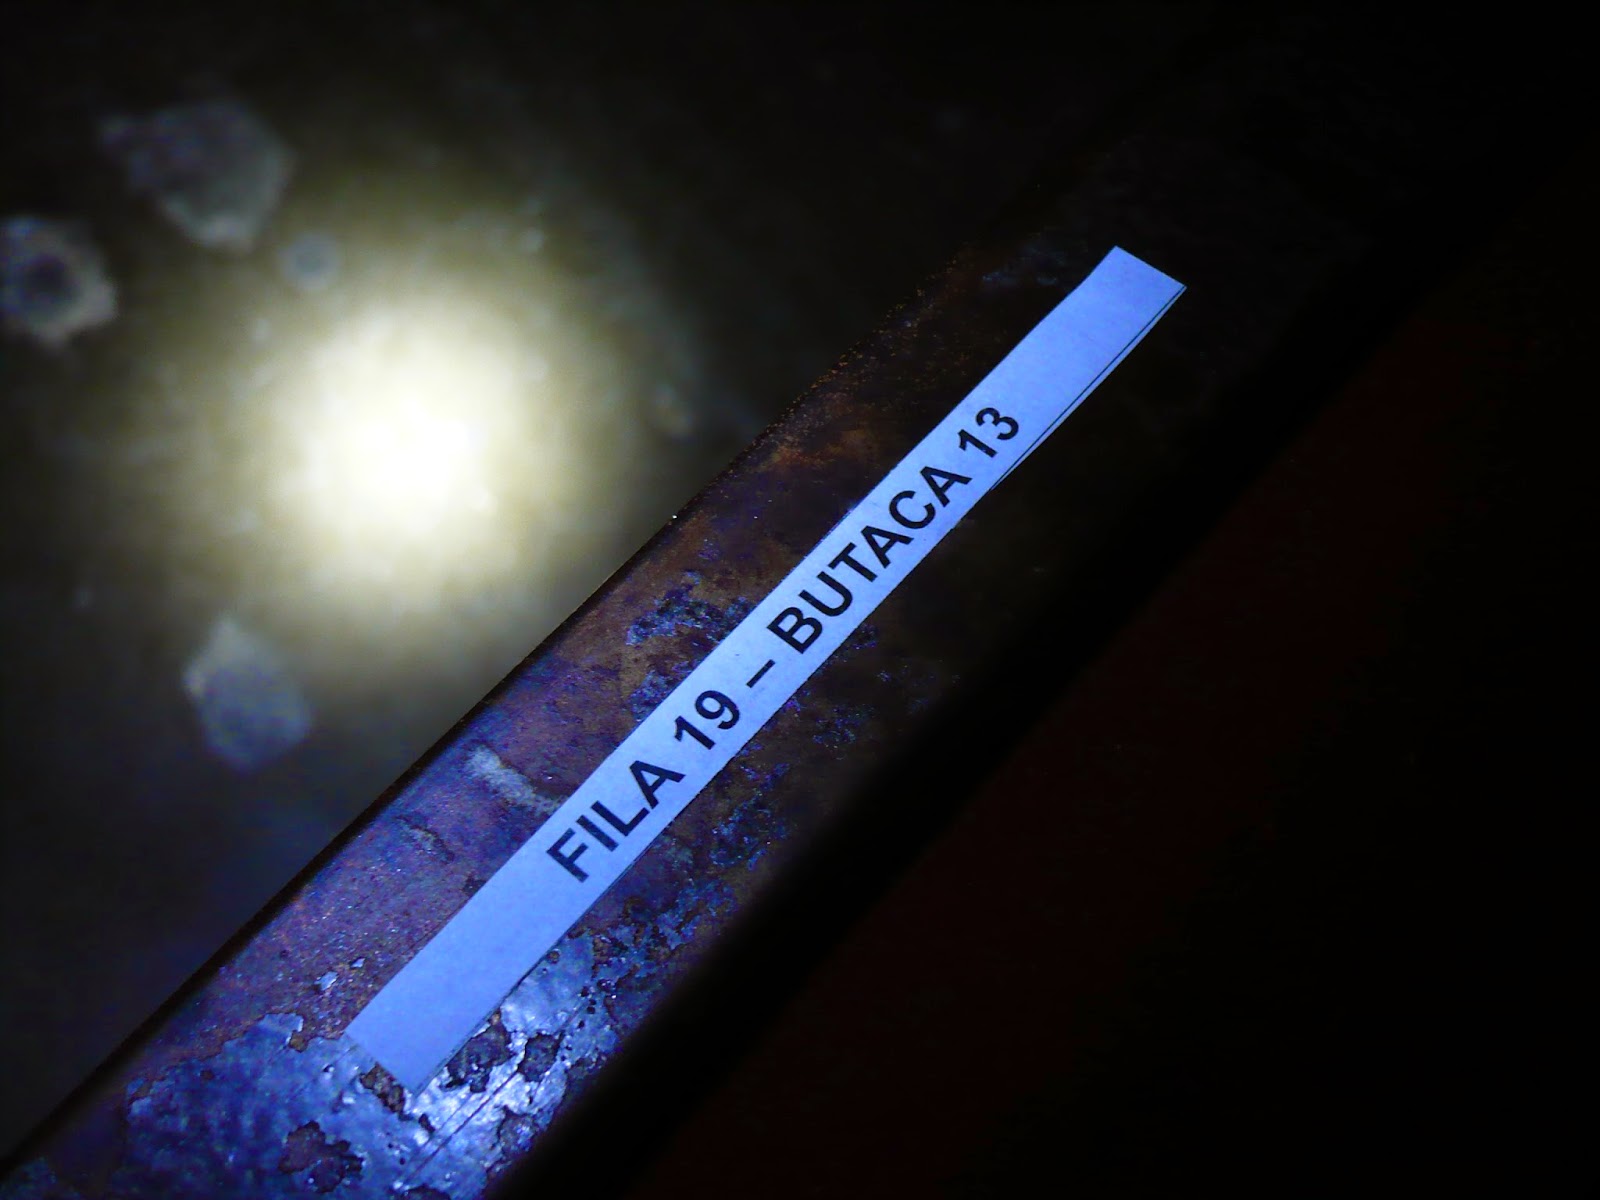 FILA 19 – BUTACA 13